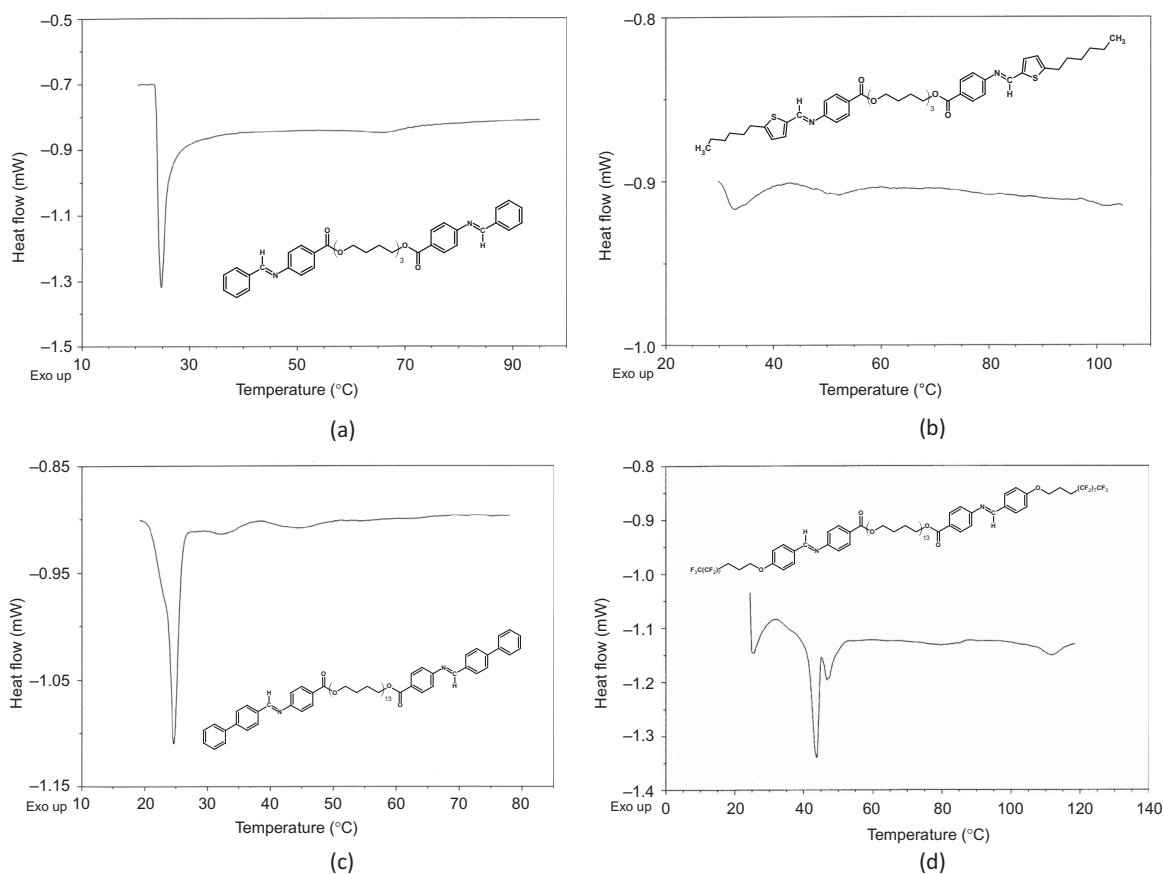 –0.5
–0.7
–0.9
–1.1
–1.3
–1.5
Heat flow (mW)
N
C
H
O
O
3
O
O
H
C
N
10 30 50 70 90
Exo up
Temperature (°C)
(a)
–0.8
–0.9
–1.0
Heat flow (mW)
CH3
S
N
C
H
O
O
3
O
O
H
C
N
S
H3C
20 40 60 80 100
Exo up
Temperature (°C)
(b)
–0.85
–0.95
–1.05
–1.15
Heat flow (mW)
N
C
H
O
O
13
O
O
H
C
N
10 20 30 40 50 60 70 80
Exo up
Temperature (°C)
(c)
–0.8
–0.9
–1.0
–1.1
–1.2
–1.3
–1.4
Heat flow (mW)
(CF2)7CF3
O
N
C
H
O
O
13
O
O
H
C
N
O
F3C(CF2)7
0 20 40 60 80 100 120 140
Exo up
Temperature (°C)
(d)